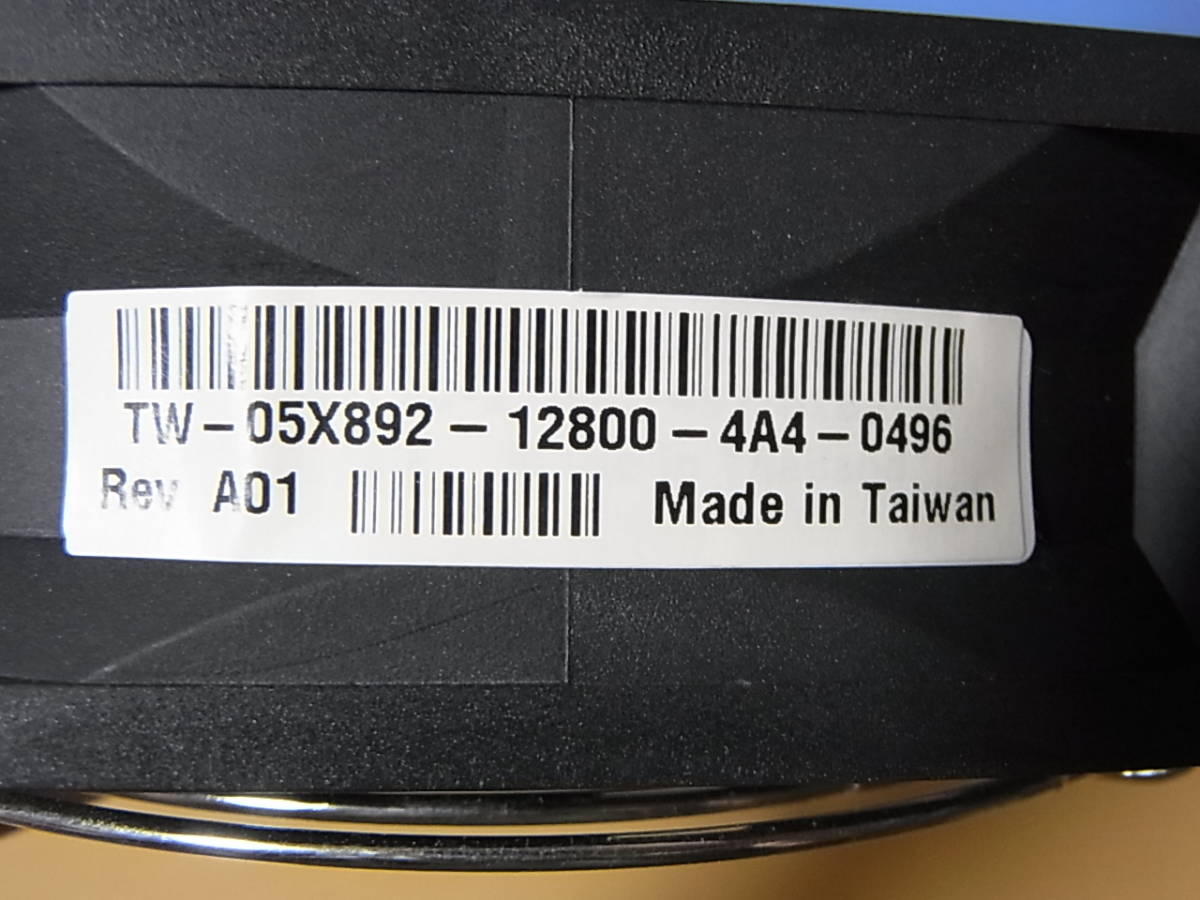 TW-05X892-12800-4A4-0496
Rev A01 Made in Taiwan